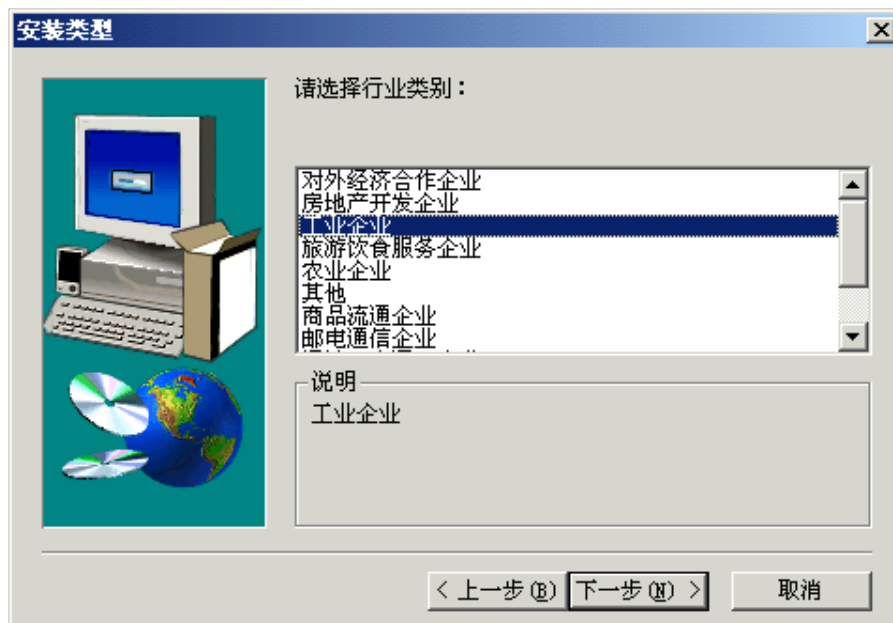 安装类型
请选择行业类别：
对外经济合作企业
房地产开发企业
工业企业
旅游饮食服务企业
农业企业
其他
商品流通企业
邮电通信企业
说明
工业企业
< 上一步(B)
下一步(N) >
取消